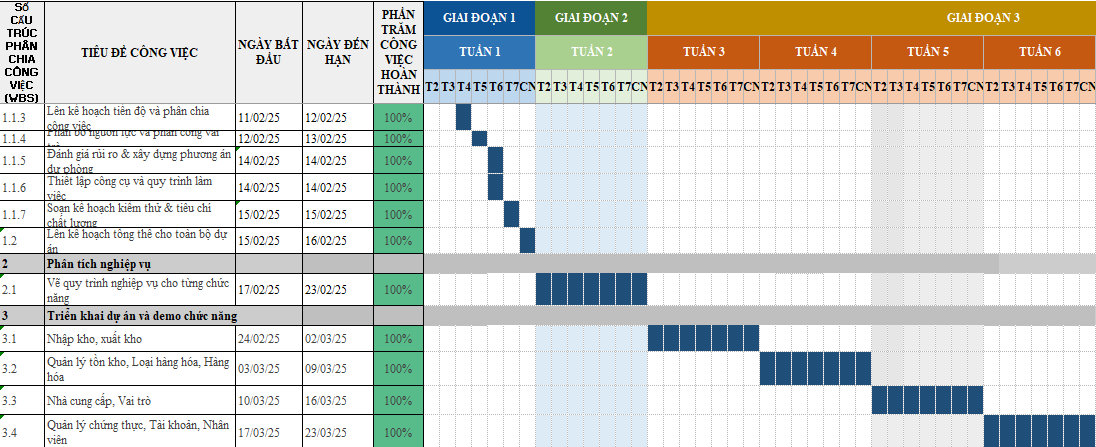 SỐ CẤU TRÚC PHÂN CHIA CÔNG VIỆC (WBS)
TIÊU ĐỀ CÔNG VIỆC
NGÀY BẮT ĐẦU
NGÀY ĐẾN HẠN
PHẦN TRĂM CÔNG VIỆC HOÀN THÀNH
GIAI ĐOẠN 1 GIAI ĐOẠN 2 GIAI ĐOẠN 3
TUẦN 1 TUẦN 2 TUẦN 3 TUẦN 4 TUẦN 5 TUẦN 6
T2 T3 T4 T5 T6 T7 CN T2 T3 T4 T5 T6 T7 CN T2 T3 T4 T5 T6 T7 CN T2 T3 T4 T5 T6 T7 CN T2 T3 T4 T5 T6 T7 CN T2 T3 T4 T5 T6 T7 CN
1.1.3 Lên kế hoạch tiến độ và phân chia công việc 11/02/25 12/02/25 100%
1.1.4 Phân bổ nguồn lực và phân công vai trò 12/02/25 13/02/25 100%
1.1.5 Đánh giá rủi ro & xây dựng phương án dự phòng 14/02/25 14/02/25 100%
1.1.6 Thiết lập công cụ và quy trình làm việc 14/02/25 14/02/25 100%
1.1.7 Soạn kế hoạch kiểm thử & tiêu chí chất lượng 15/02/25 15/02/25 100%
1.2 Lên kế hoạch tổng thể cho toàn bộ dự án 15/02/25 16/02/25 100%
2 Phân tích nghiệp vụ
2.1 Vẽ quy trình nghiệp vụ cho từng chức năng 17/02/25 23/02/25 100%
3 Triển khai dự án và demo chức năng
3.1 Nhập kho, xuất kho 24/02/25 02/03/25 100%
3.2 Quản lý tồn kho, Loại hàng hóa, Hàng hóa 03/03/25 09/03/25 100%
3.3 Nhà cung cấp, Vai trò 10/03/25 16/03/25 100%
3.4 Quản lý chứng thực, Tài khoản, Nhân viên 17/03/25 23/03/25 100%